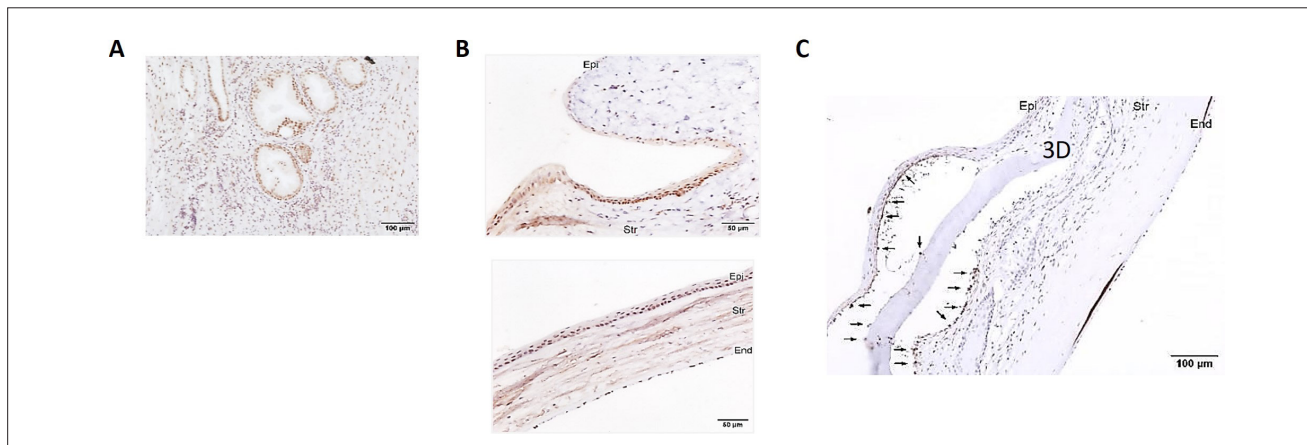 A
100 µm
B
Epi
Str
50 µm
Epi
Str
End
50 µm
C
Epi
Str
End
3D
100 µm